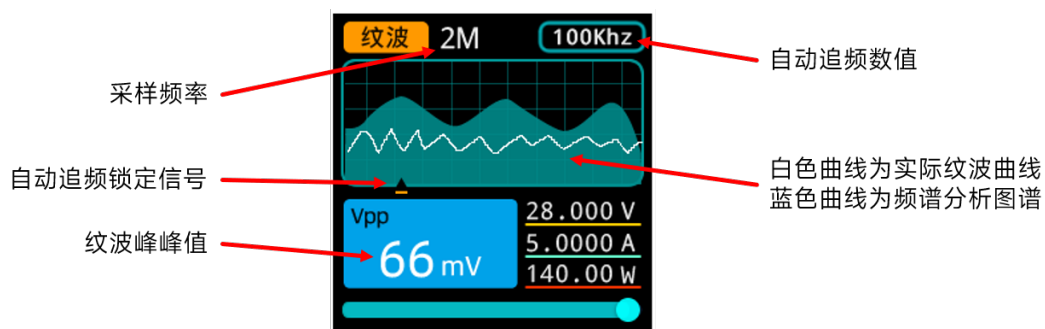 纹波 2M 100Khz
自动追频数值
采样频率
白色曲线为实际纹波曲线
蓝色曲线为频谱分析图谱
自动追频锁定信号
Vpp
66 mV
28.000 V
5.0000 A
140.00 W
纹波峰峰值